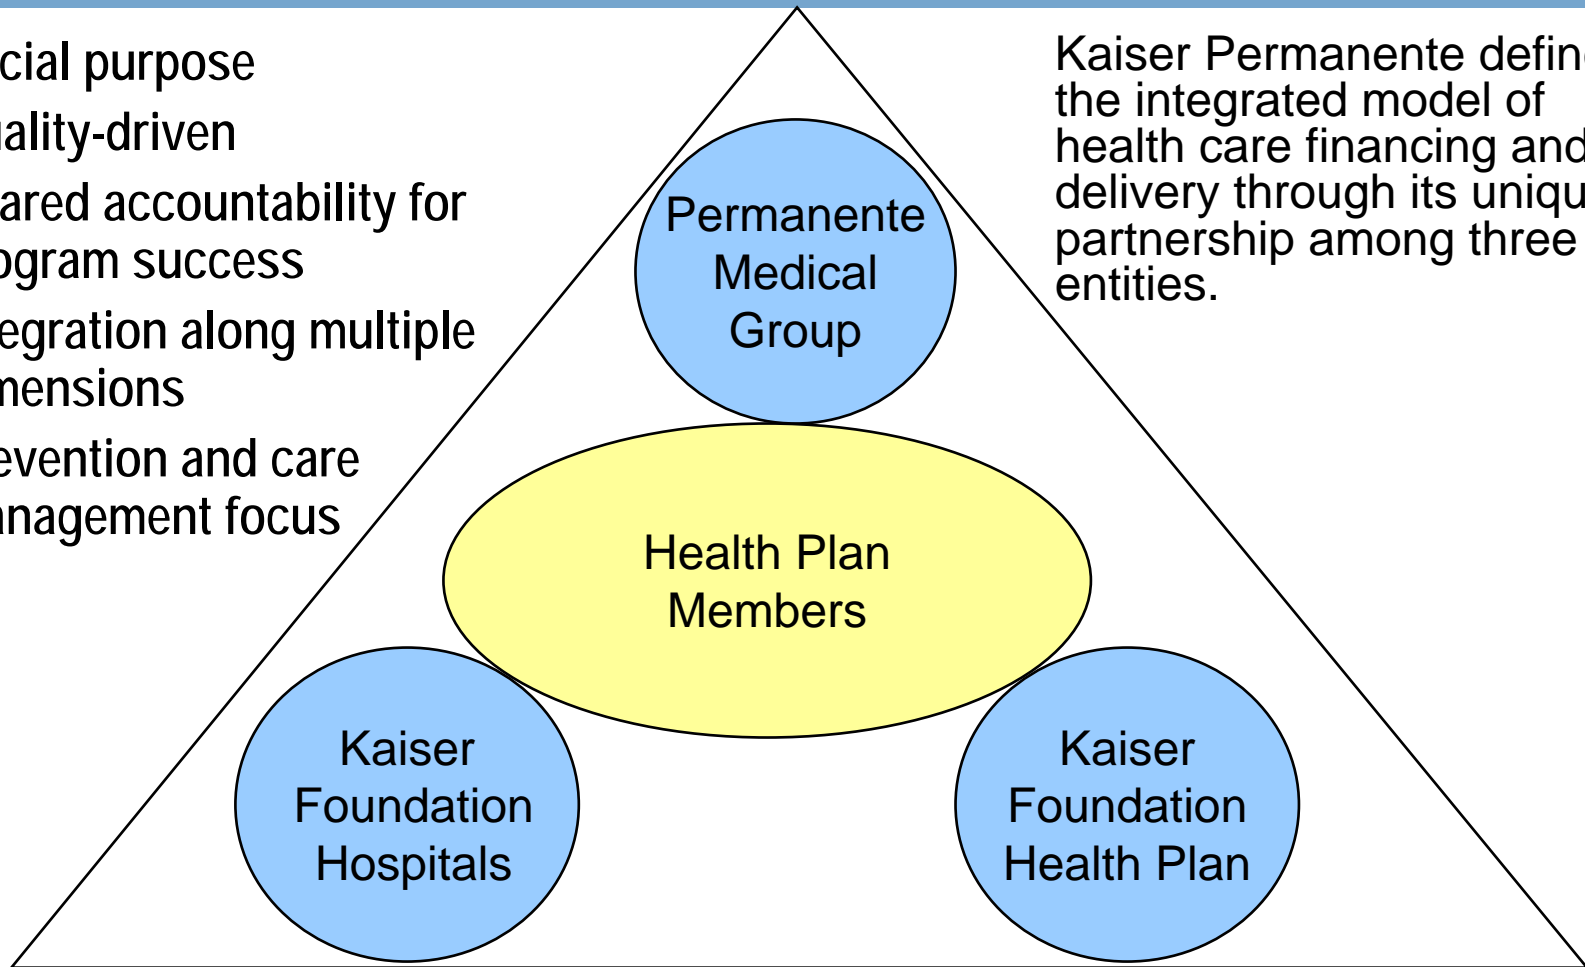 cial purpose
ality-driven
ared accountability for
ogram success
egration along multiple
mensions
evention and care
anagement focus
Kaiser Permanente define
the integrated model of
health care financing and
delivery through its uniqu
partnership among three
entities.
Permanente
Medical
Group
Health Plan
Members
Kaiser
Foundation
Hospitals
Kaiser
Foundation
Health Plan